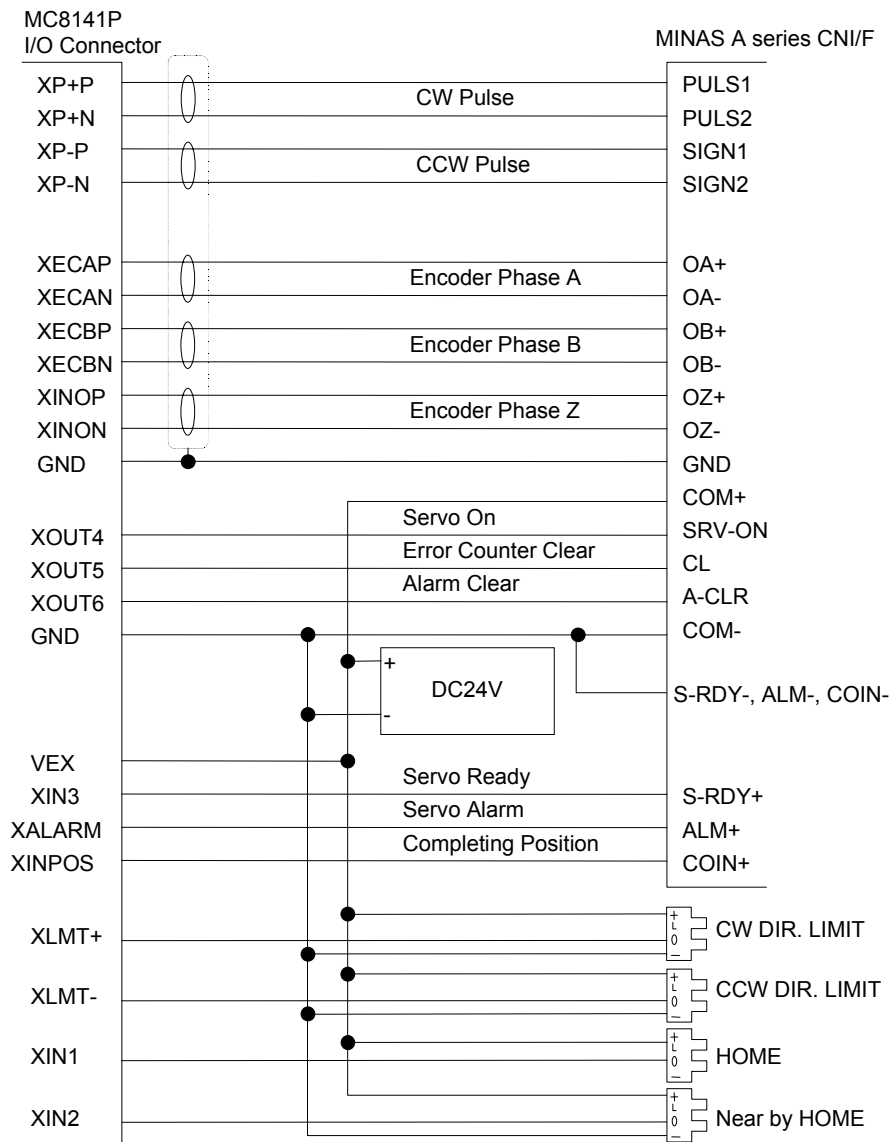 MC8141P
I/O Connector
MINAS A series CNI/F
XP+P
CW Pulse
PULS1
XP+N
PULS2
XP-P
CCW Pulse
SIGN1
XP-N
SIGN2
XECAP
Encoder Phase A
OA+
XECAN
OA-
XECBP
Encoder Phase B
OB+
XECBN
OB-
XINOP
Encoder Phase Z
OZ+
XINON
OZ-
GND
GND
COM+
XOUT4
Servo On
SRV-ON
XOUT5
Error Counter Clear
CL
XOUT6
Alarm Clear
A-CLR
GND
COM-
+
DC24V
-
S-RDY-, ALM-, COIN-
VEX
XIN3
Servo Ready
S-RDY+
XALARM
Servo Alarm
ALM+
XINPOS
Completing Position
COIN+
XLMT+
+
L
O
-
CW DIR. LIMIT
XLMT-
+
L
O
-
CCW DIR. LIMIT
XIN1
+
L
O
-
HOME
XIN2
+
L
O
-
Near by HOME